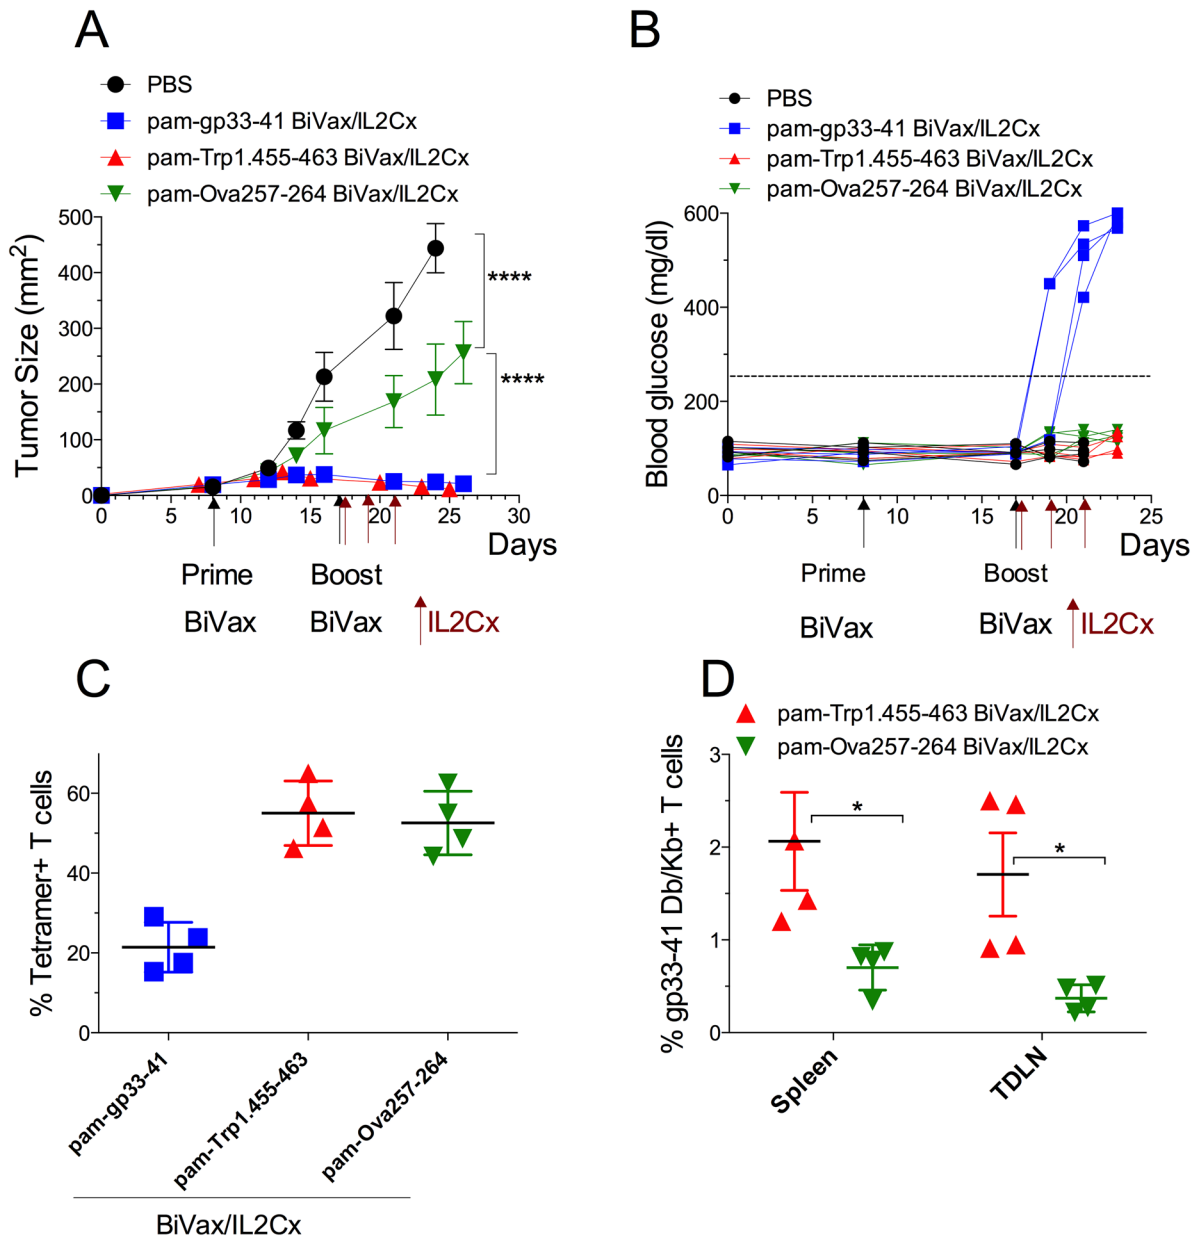 A
PBS
pam-gp33-41 BiVax/IL2Cx
pam-Trp1.455-463 BiVax/IL2Cx
pam-Ova257-264 BiVax/IL2Cx
Tumor Size (mm²)
500
400
300
200
100
0
****
****
0 5 10 15 20 25 30
Days
Prime Boost
BiVax BiVax IL2Cx
B
PBS
pam-gp33-41 BiVax/IL2Cx
pam-Trp1.455-463 BiVax/IL2Cx
pam-Ova257-264 BiVax/IL2Cx
Blood glucose (mg/dl)
600
400
200
0
0 5 10 15 20 25
Days
Prime Boost
BiVax BiVax IL2Cx
C
% Tetramer+ T cells
60
40
20
0
pam-gp33-41
pam-Trp1.455-463
pam-Ova257-264
BiVax/IL2Cx
D
pam-Trp1.455-463 BiVax/IL2Cx
pam-Ova257-264 BiVax/IL2Cx
% gp33-41 Db/Kb+ T cells
3
2
1
0
*
*
Spleen
TDLN